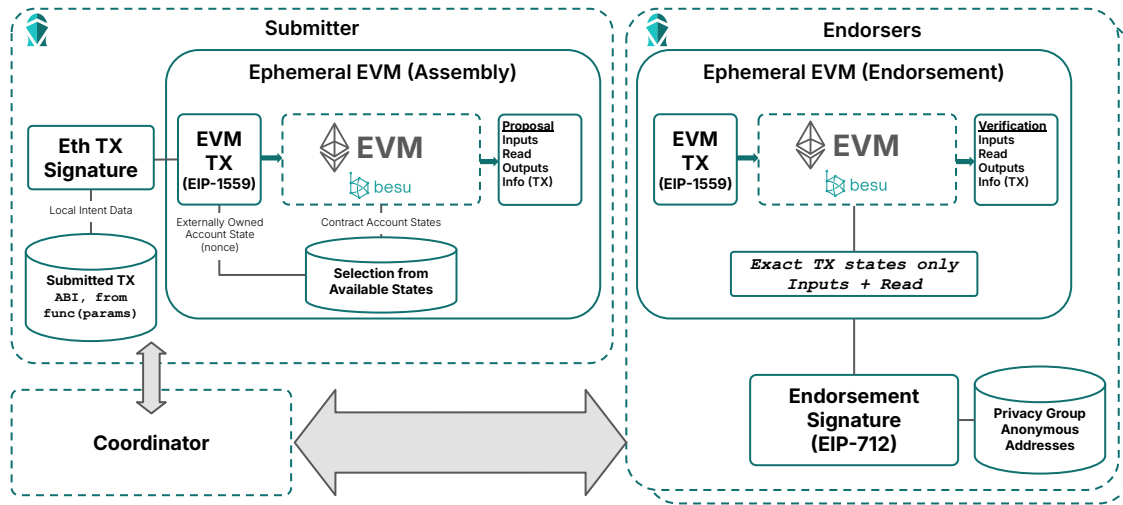 Submitter
Ephemeral EVM (Assembly)
Eth TX
Signature
EVM
TX
(EIP-1559)
EVM
besu
Proposal
Inputs
Read
Outputs
Info (TX)
Local Intent Data
Externally Owned
Account State
(nonce)
Contract Account States
Submitted TX
ABI, from
func(params)
Selection from
Available States
Coordinator
Endorsers
Ephemeral EVM (Endorsement)
EVM
TX
(EIP-1559)
EVM
besu
Verification
Inputs
Read
Outputs
Info (TX)
Exact TX states only
Inputs + Read
Endorsement
Signature
(EIP-712)
Privacy Group
Anonymous
Addresses